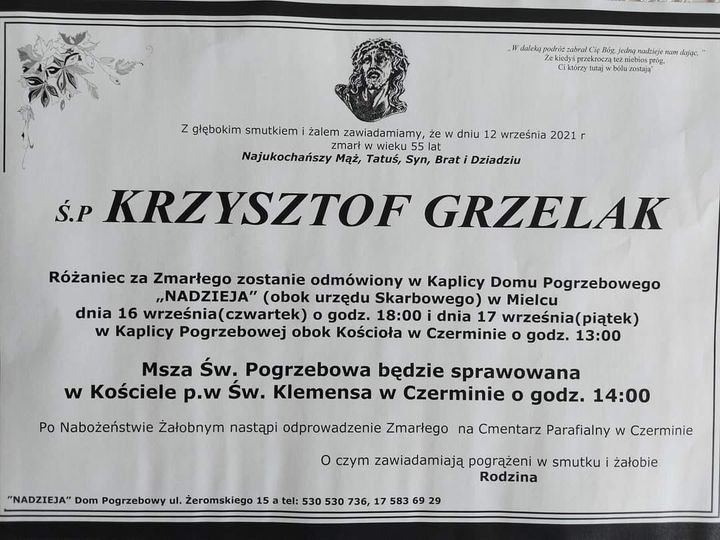 „W daleką podróż zabrał Cię Bóg, jedną nadzieje nam dając, "
Że kiedyś przekroczą też niebios próg,
Ci którzy tutaj w bólu zostają"
Z głębokim smutkiem i żalem zawiadamiamy, że w dniu 12 września 2021 r
zmarł w wieku 55 lat
Najukochańszy Mąż, Tatuś, Syn, Brat i Dziadziu
Ś.P KRZYSZTOF GRZELAK
Różaniec za Zmarłego zostanie odmówiony w Kaplicy Domu Pogrzebowego
„NADZIEJA" (obok urzędu Skarbowego) w Mielcu
dnia 16 września(czwartek) o godz. 18:00 i dnia 17 września(piątek)
w Kaplicy Pogrzebowej obok Kościoła w Czerminie o godz. 13:00
Msza Św. Pogrzebowa będzie sprawowana
w Kościele p.w Św. Klemensa w Czerminie o godz. 14:00
Po Nabożeństwie Żałobnym nastąpi odprowadzenie Zmarłego na Cmentarz Parafialny w Czerminie
O czym zawiadamiają pogrążeni w smutku i żałobie
Rodzina
"NADZIEJA" Dom Pogrzebowy ul. Żeromskiego 15 a tel: 530 530 736, 17 583 69 29